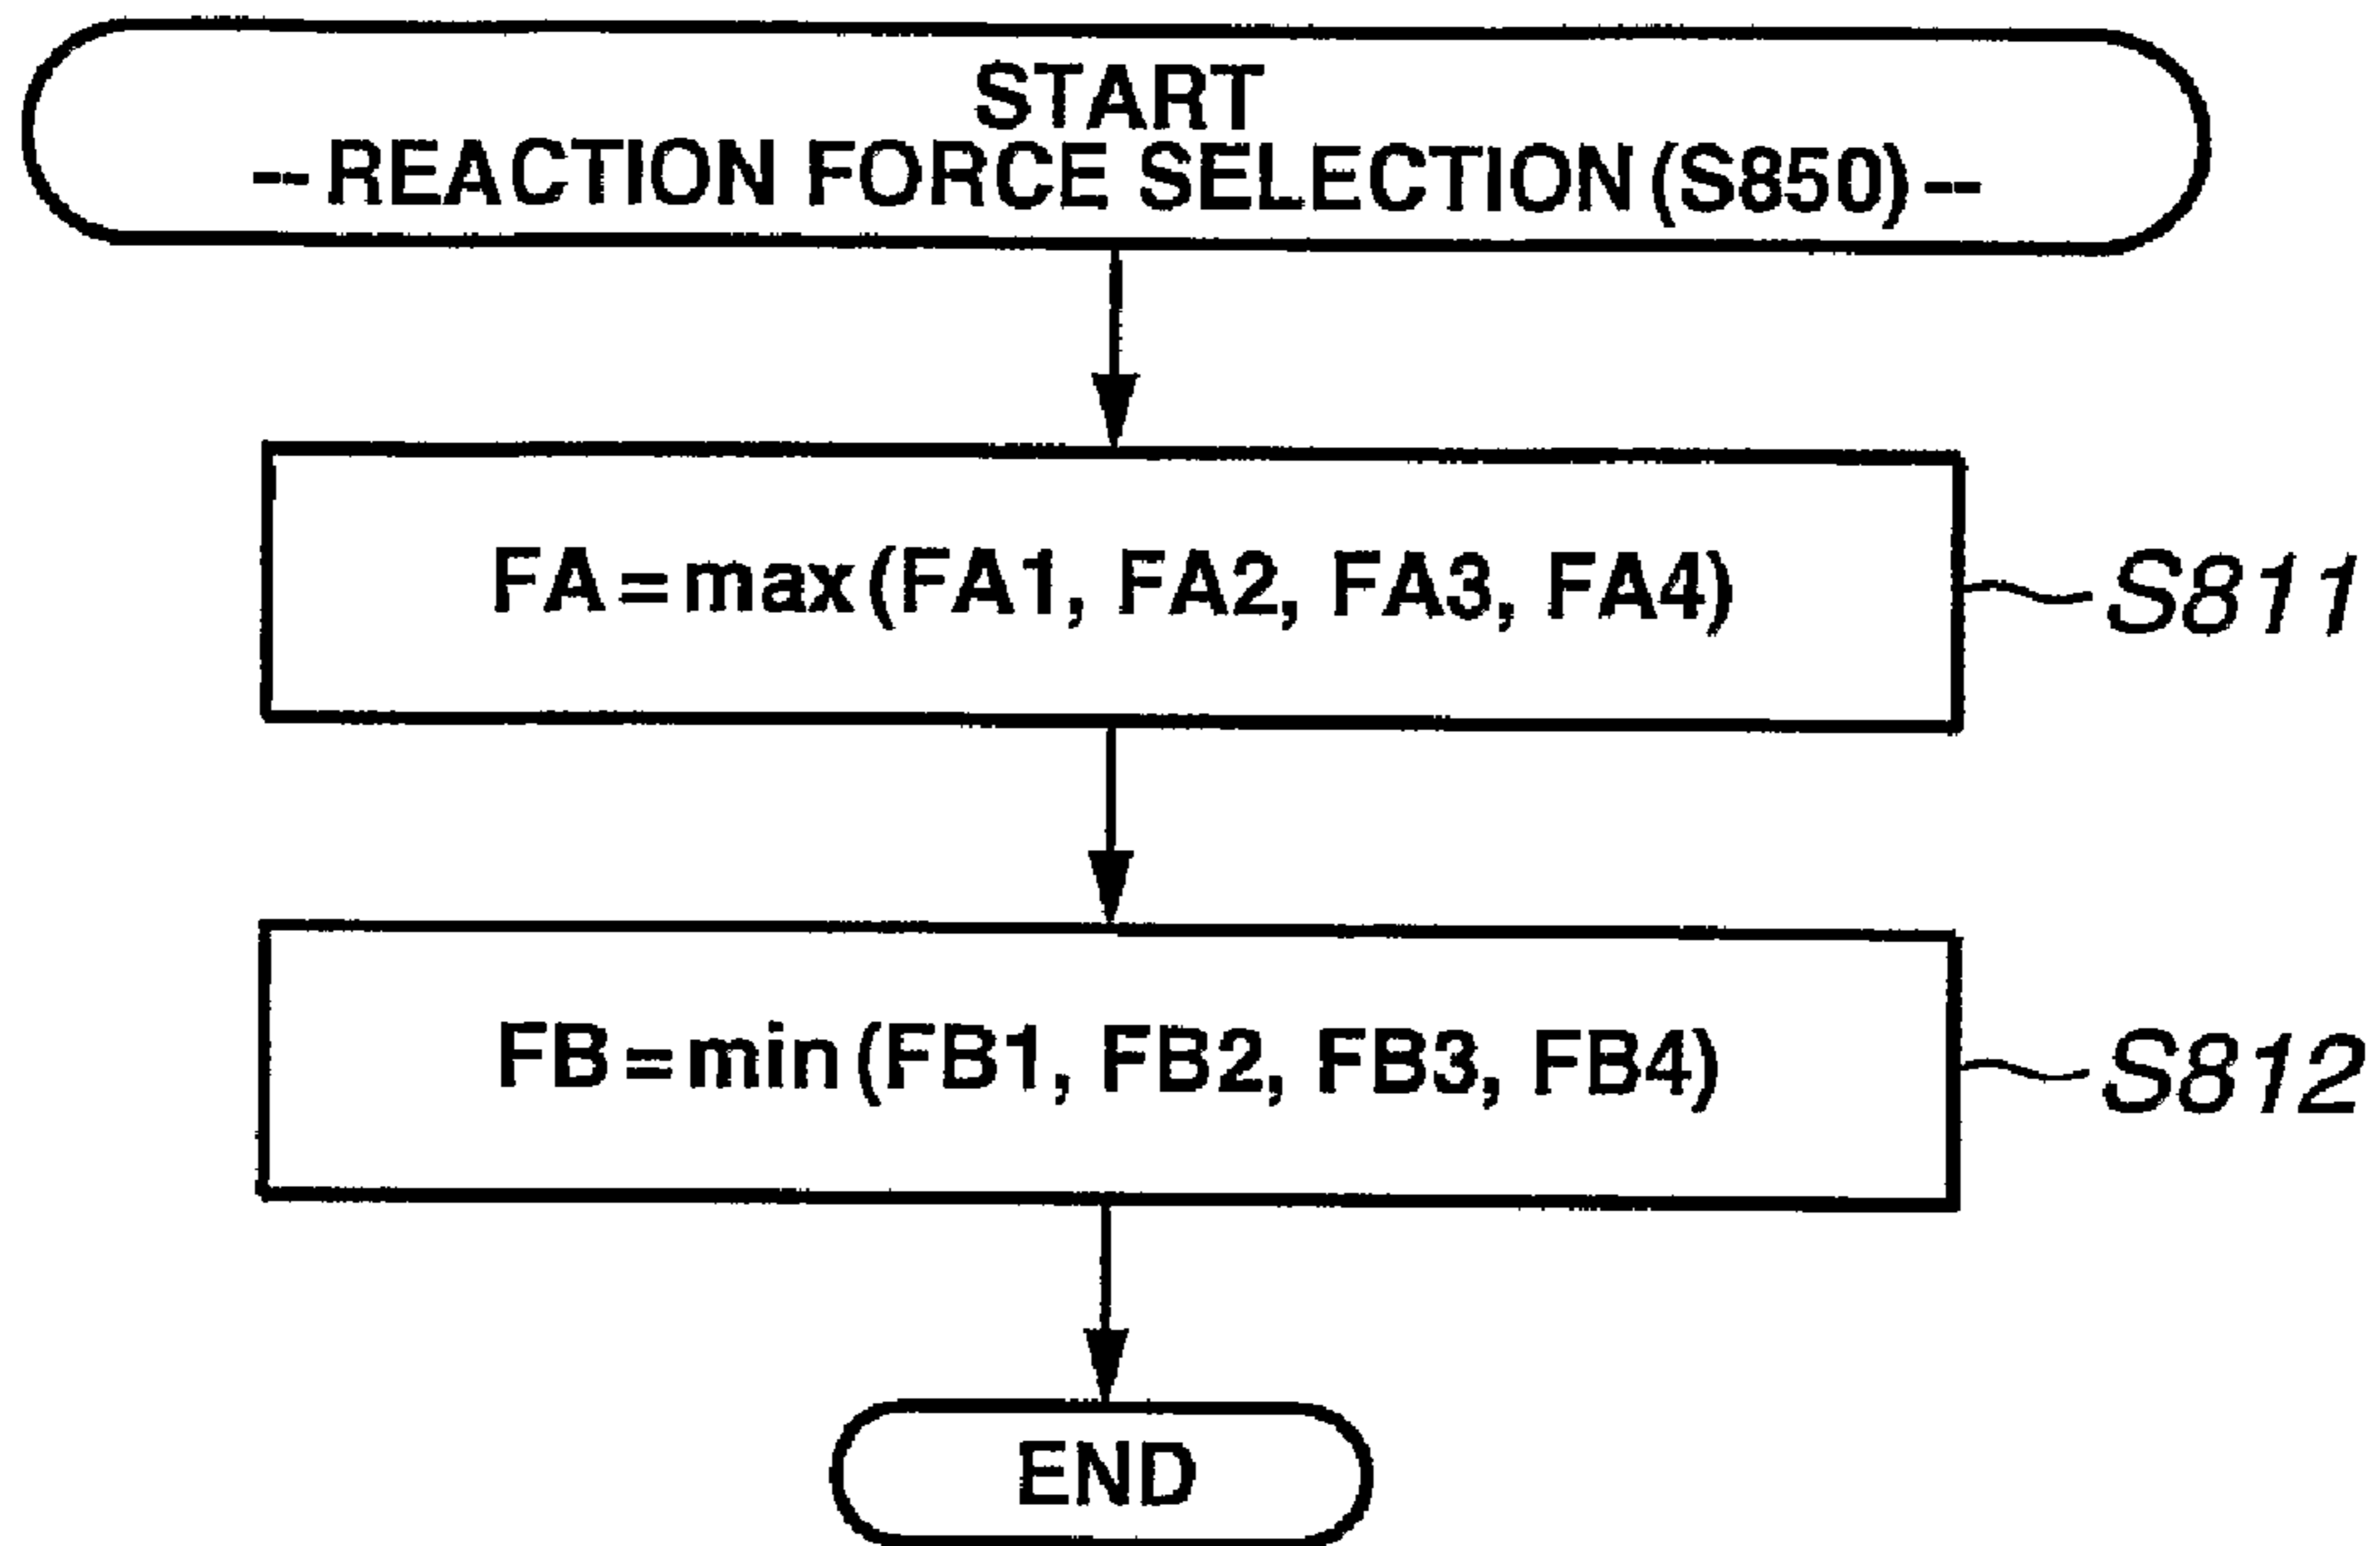 START
-- REACTION FORCE SELECTION (S850) --
FA=max(FA1, FA2, FA3, FA4)
S811
FB=min(FB1, FB2, FB3, FB4)
S812
END